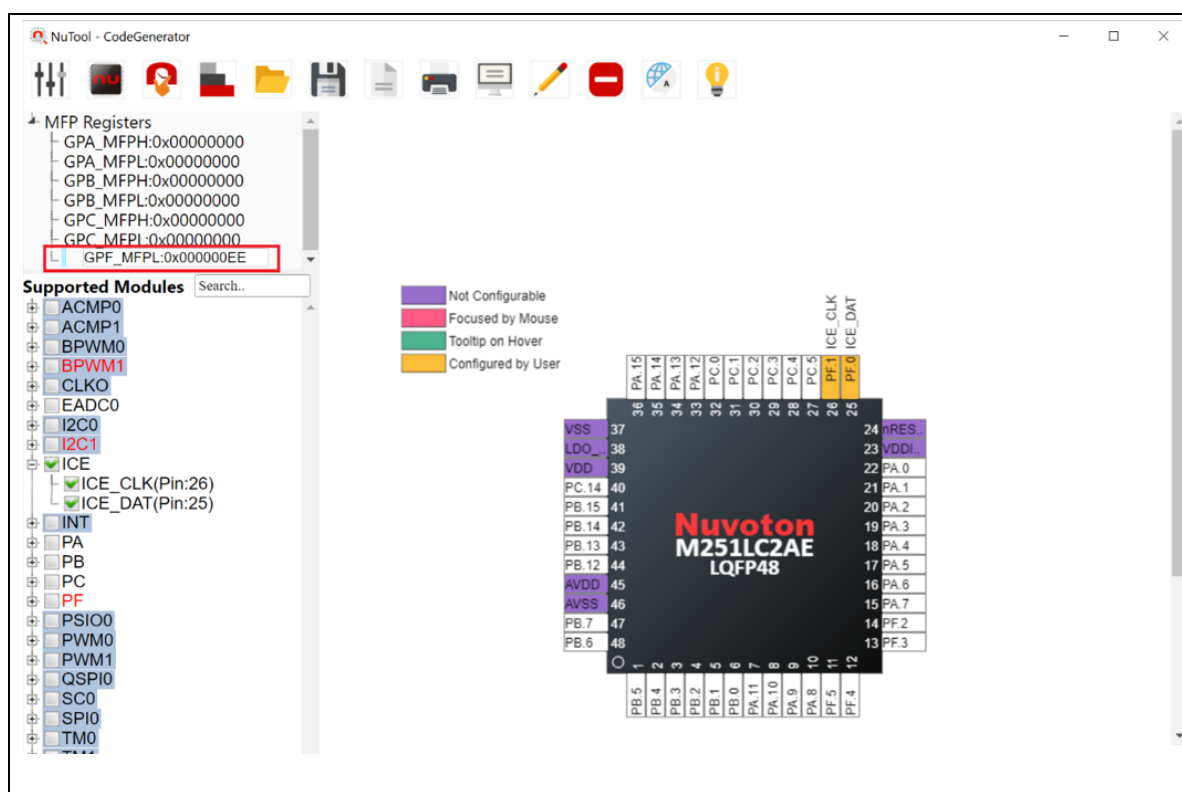 NuTool - CodeGenerator
MFP Registers
GPA_MFPH:0x00000000
GPA_MFPL:0x00000000
GPB_MFPH:0x00000000
GPB_MFPL:0x00000000
GPC_MFPH:0x00000000
GPC_MFPL:0x00000000
GPF_MFPL:0x000000EE
Supported Modules Search..
ACMP0
ACMP1
BPWM0
BPWM1
CLKO
EADC0
I2C0
I2C1
ICE
ICE_CLK(Pin:26)
ICE_DAT(Pin:25)
INT
PA
PB
PC
PF
PSIO0
PWM0
PWM1
QSPI0
SC0
SPI0
TM0
TM1
Not Configurable
Focused by Mouse
Tooltip on Hover
Configured by User
ICE_CLK ICE_DAT
PA.15 PA.14 PA.13 PA.12 PC.0 PC.1 PC.2 PC.3 PC.4 PC.5 PF.1 PF.0
36 35 34 33 32 31 30 29 28 27 26 25
VSS 37 24 nRES..
LDO_.. 38 23 VDDI..
VDD 39 22 PA.0
PC.14 40 21 PA.1
PB.15 41 20 PA.2
PB.14 42 19 PA.3
PB.13 43 18 PA.4
PB.12 44 17 PA.5
AVDD 45 16 PA.6
AVSS 46 15 PA.7
PB.7 47 14 PF.2
PB.6 48 13 PF.3
Nuvoton
M251LC2AE
LQFP48
1 2 3 4 5 6 7 8 9 10 11 12
PB.5 PB.4 PB.3 PB.2 PB.1 PB.0 PA.11 PA.10 PA.9 PA.8 PF.5 PF.4